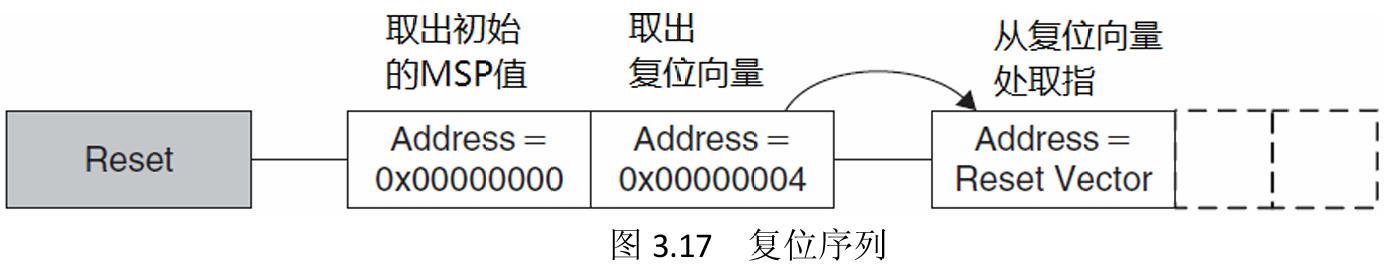 取出初始
的MSP值
取出
复位向量
从复位向量
处取指
Reset
Address =
0x00000000
Address =
0x00000004
Address =
Reset Vector
图 3.17 复位序列